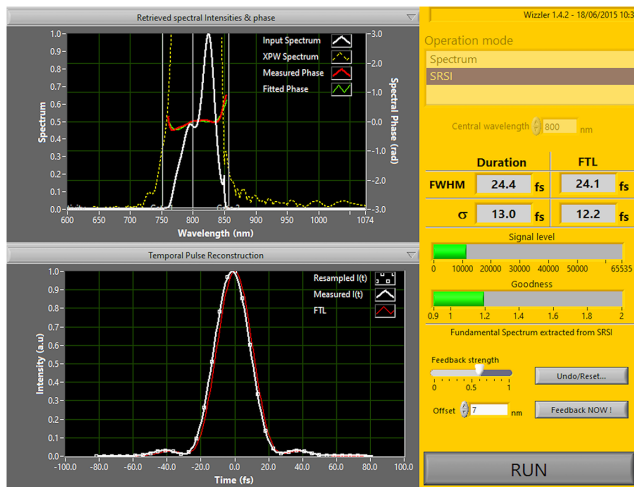 Retrieved spectral Intensities & phase
1.0
0.9
0.8
0.7
0.6
0.5
0.4
0.3
0.2
0.1
0.0
Spectrum
3.0
2.0
1.0
0.0
-1.0
-2.0
-3.0
Spectral Phase (rad)
Input Spectrum
XPW Spectrum
Measured Phase
Fitted Phase
600 650 700 750 800 850 900 950 1000 1074
Wavelength (nm)
Temporal Pulse Reconstruction
1.0
0.9
0.8
0.7
0.6
0.5
0.4
0.3
0.2
0.1
0.0
Intensity (a.u)
Resampled I(t)
Measured I(t)
FTL
-100.0 -80.0 -60.0 -40.0 -20.0 0.0 20.0 40.0 60.0 80.0 100.0
Time (fs)
Wizzler 1.4.2 - 18/06/2015 10:3
Operation mode
Spectrum
SRSI
Central wavelength 800 nm
Duration FTL
FWHM 24.4 fs 24.1 fs
σ 13.0 fs 12.2 fs
Signal level
0 10000 20000 30000 40000 50000 65535
Goodness
0.9 1 1.2 1.4 1.6 1.8 2
Fundamental Spectrum extracted from SRSI
Feedback strength
0 0.5 1
Undo/Reset...
Offset 7 nm
Feedback NOW !
RUN